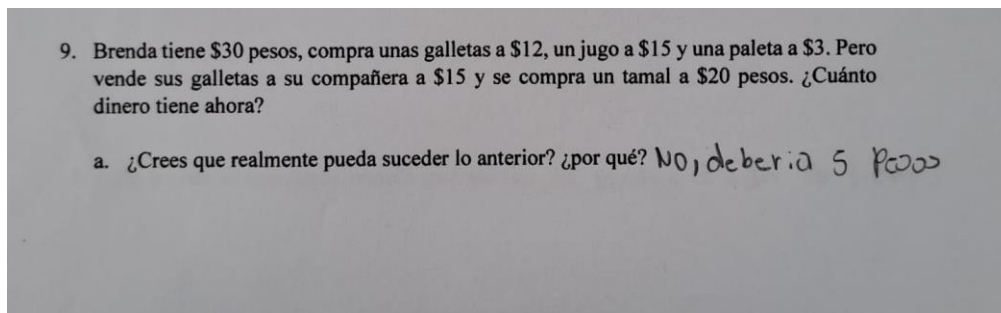 9. Brenda tiene $30 pesos, compra unas galletas a $12, un jugo a $15 y una paleta a $3. Pero
vende sus galletas a su compañera a $15 y se compra un tamal a $20 pesos. ¿Cuánto
dinero tiene ahora?
a. ¿Crees que realmente pueda suceder lo anterior? ¿por qué? No, deberia 5 Pesos